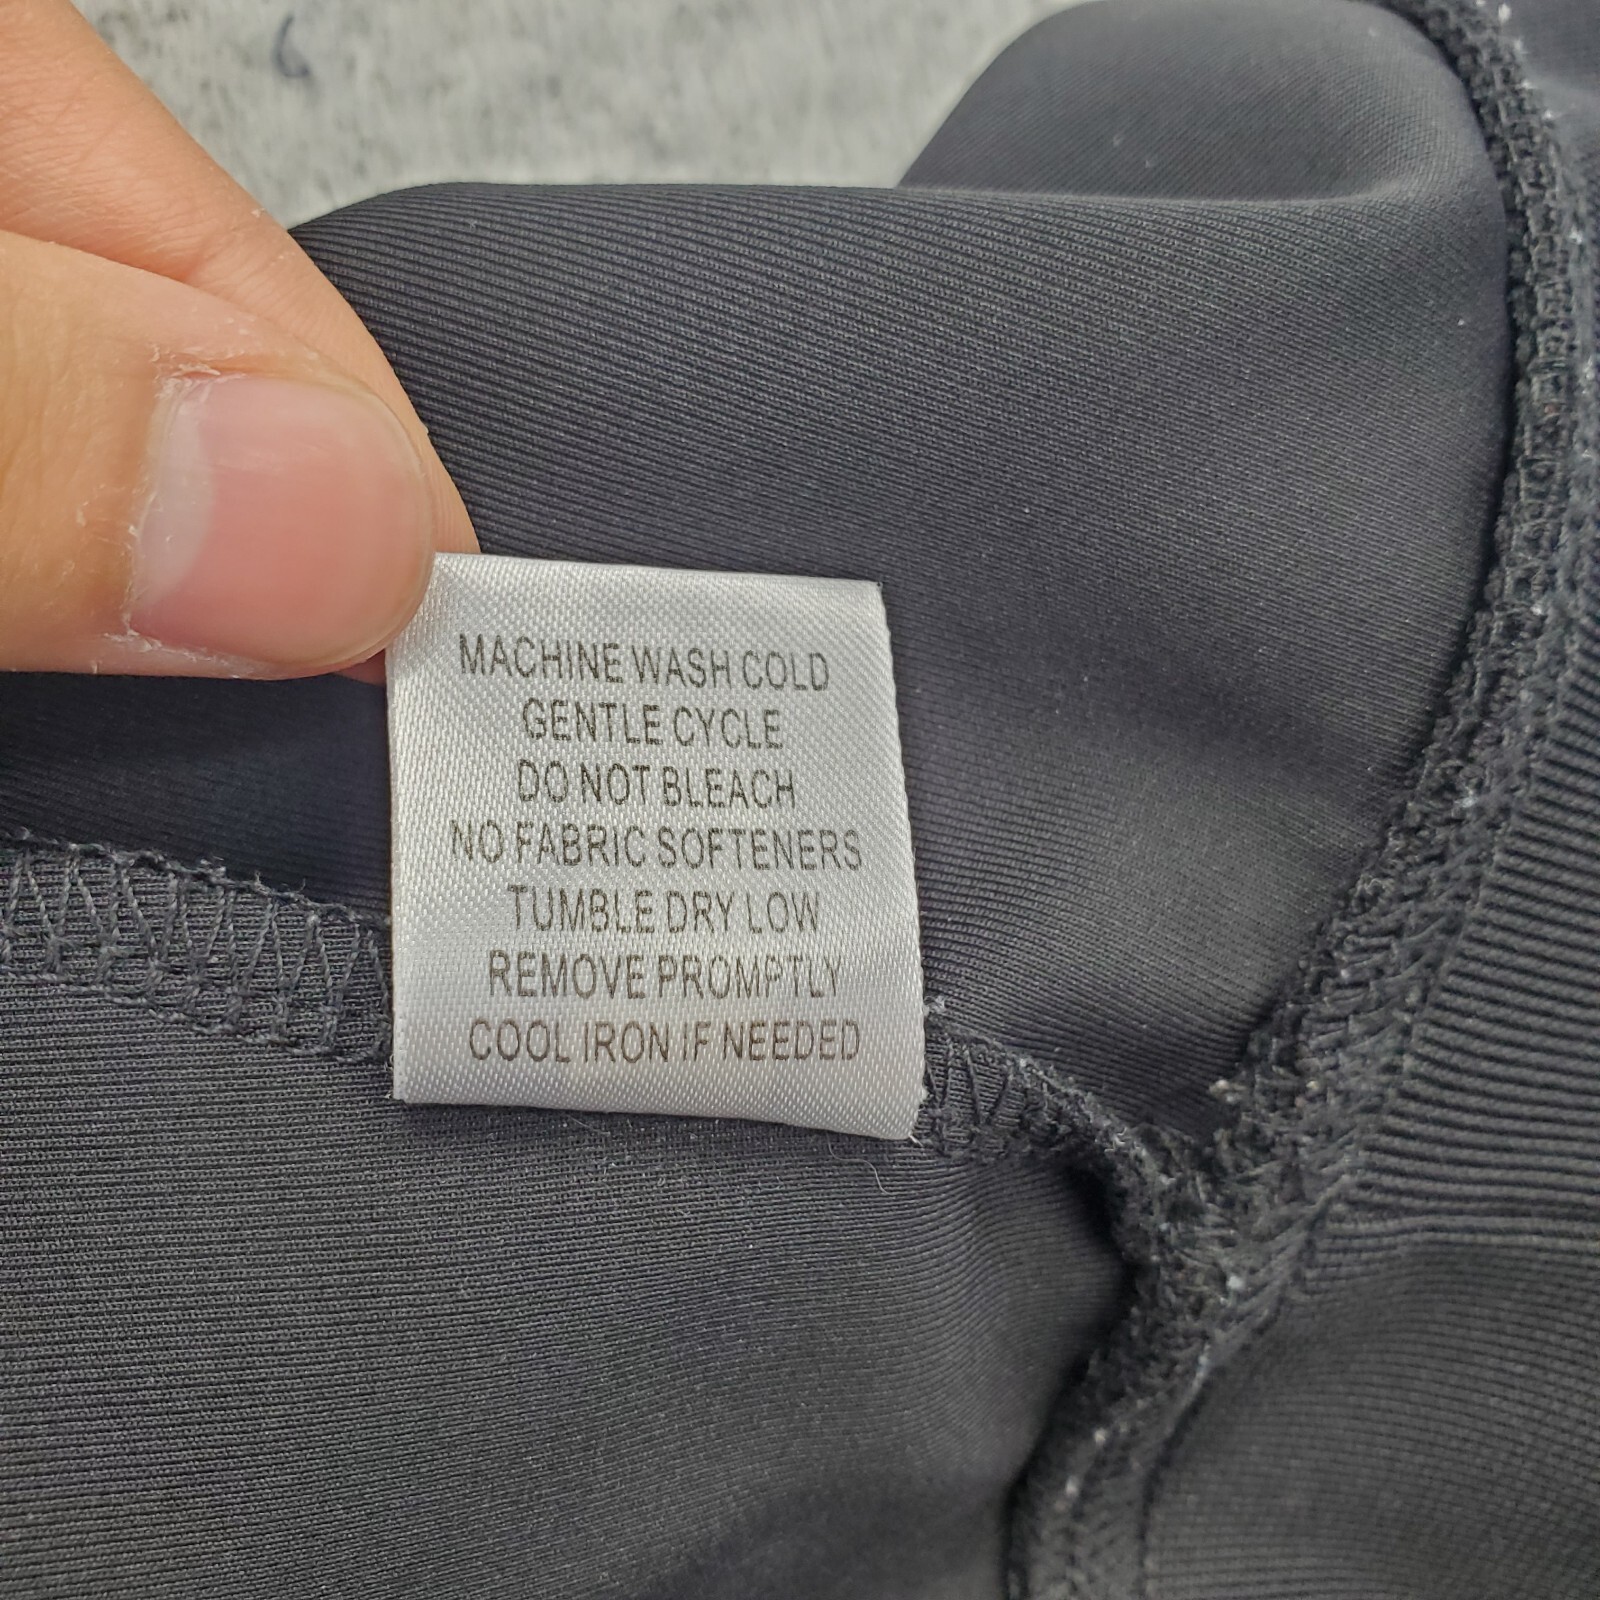 MACHINE WASH COLD
GENTLE CYCLE
DO NOT BLEACH
NO FABRIC SOFTENERS
TUMBLE DRY LOW
REMOVE PROMPTLY
COOL IRON IF NEEDED